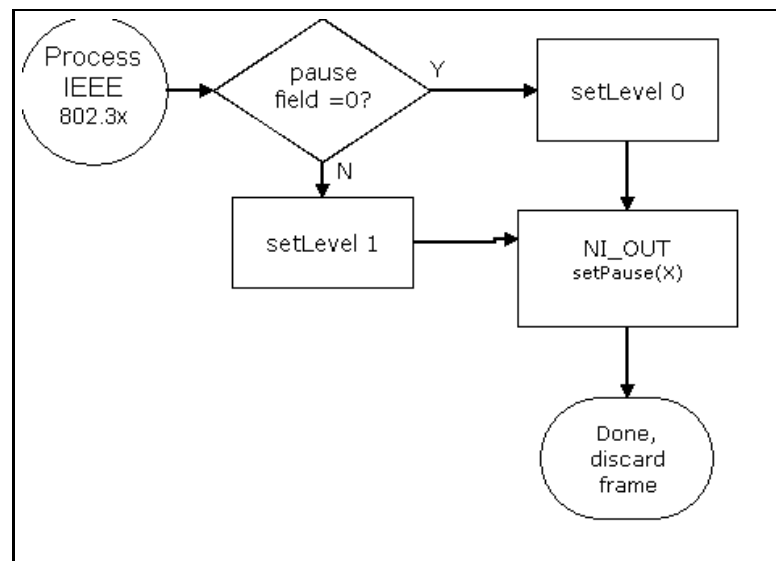 Process
IEEE
802.3x
pause
field =0?
Y
setLevel 0
N
setLevel 1
NI_OUT
setPause(X)
Done,
discard
frame